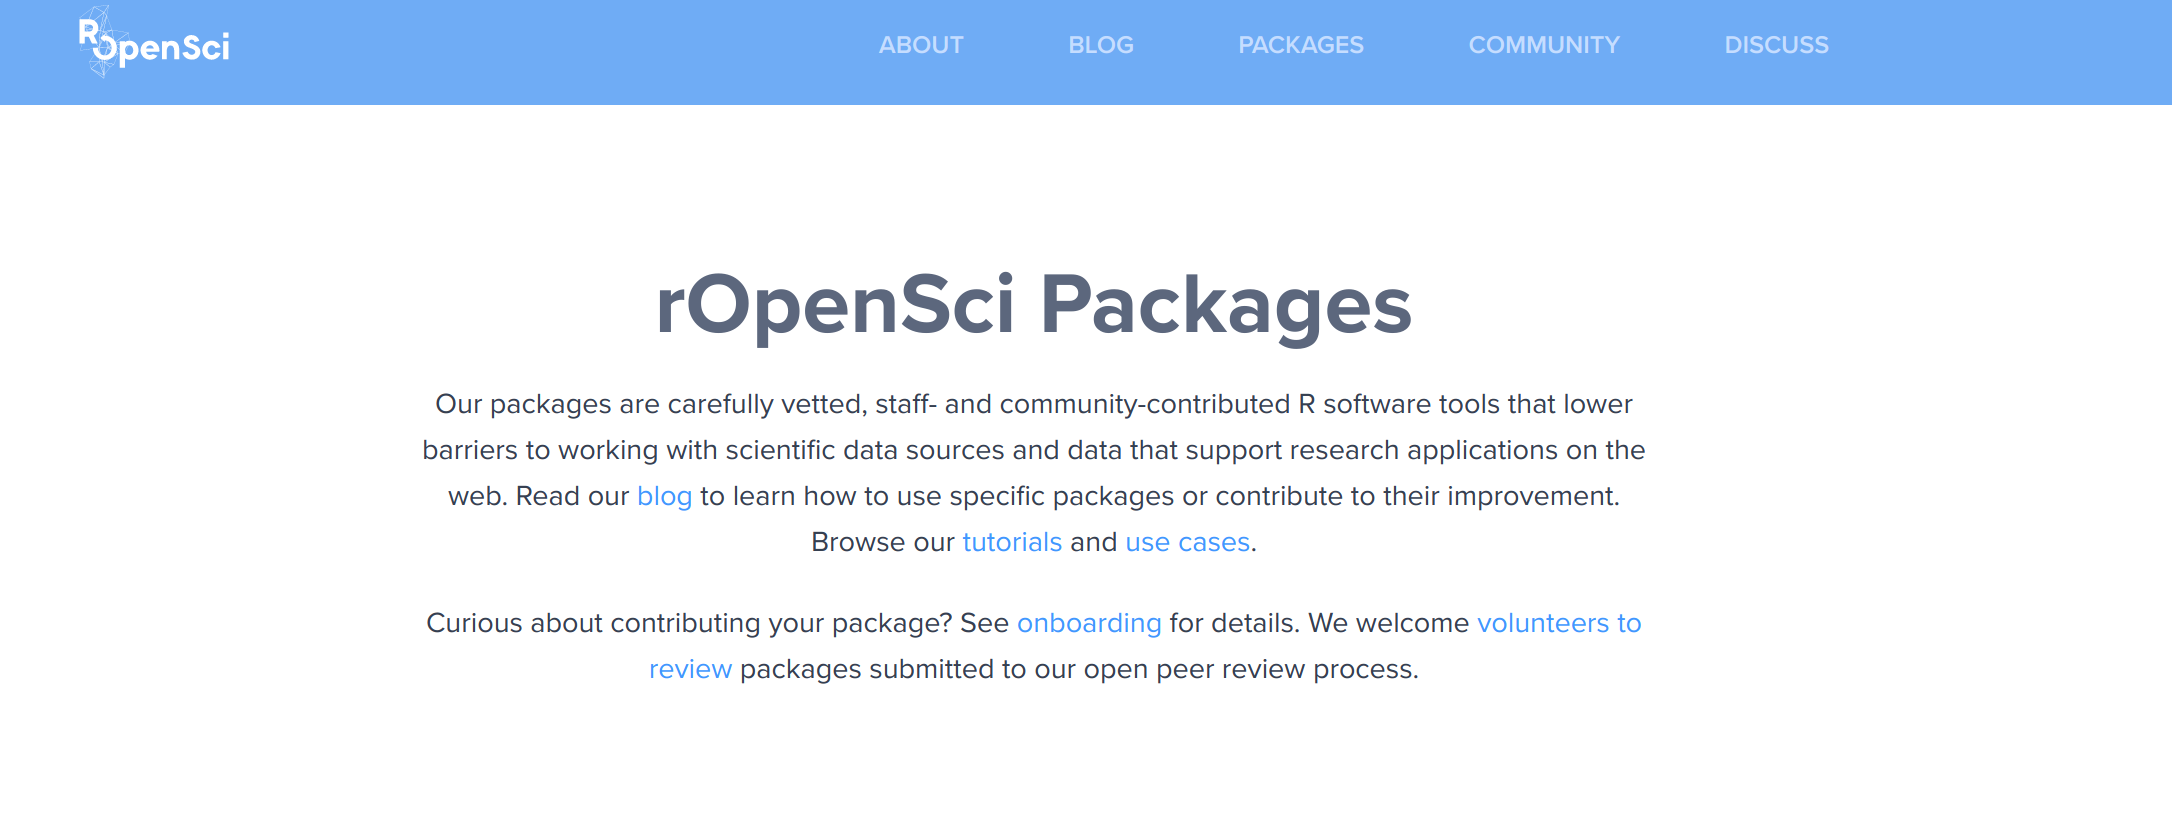 ROpenSci
ABOUT BLOG PACKAGES COMMUNITY DISCUSS
rOpenSci Packages
Our packages are carefully vetted, staff- and community-contributed R software tools that lower
barriers to working with scientific data sources and data that support research applications on the
web. Read our blog to learn how to use specific packages or contribute to their improvement.
Browse our tutorials and use cases.
Curious about contributing your package? See onboarding for details. We welcome volunteers to
review packages submitted to our open peer review process.